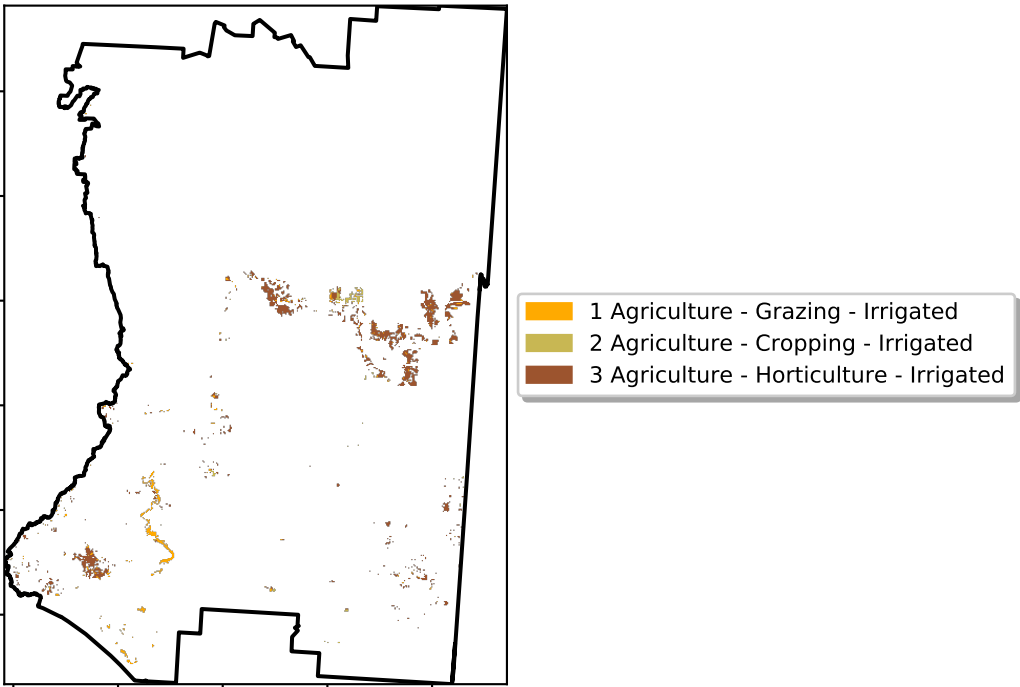 1 Agriculture - Grazing - Irrigated
2 Agriculture - Cropping - Irrigated
3 Agriculture - Horticulture - Irrigated